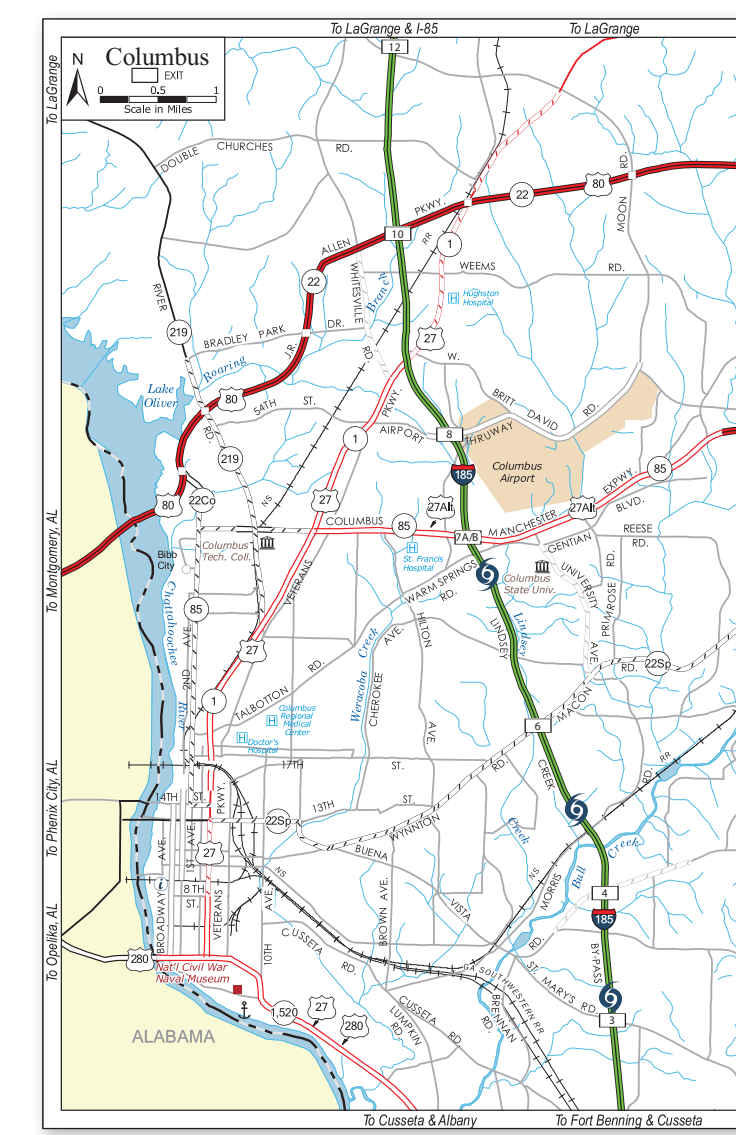 To LaGrange & I-85
To LaGrange
To LaGrange
N
Columbus
EXIT
0 0.5 1
Scale in Miles
12
DOUBLE CHURCHES RD.
MOON RD.
80
22
PKWY.
10
ALLEN
RR
1
WEEMS RD.
22
WHITESVILLE RD.
Branch
H Hughston
Hospital
RIVER
219
BRADLEY PARK DR.
J.R.
27
W.
Roaring
Lake
Oliver
80
54TH ST.
PKWY.
BRITT DAVID RD.
RD.
AIRPORT
8
THRUWAY
1
219
185
Columbus
Airport
85
EXPWY.
80
22Co
NS
27
27Alt
27Alt
BLVD.
COLUMBUS
85
7A/B
MANCHESTER
REESE
RD.
GENTIAN
To Montgomery, AL
Bibb
City
Columbus
Tech. Coll.
H
St. Francis
Hospital
WARM SPRINGS
RD.
Columbus
State Univ.
UNIVERSITY
AVE.
PRIMROSE RD.
Chattahoochee
River
VETERANS
85
HILTON
AVE.
LINDSEY
Lindsey
27
Creek
AVE.
Weracoba
CHEROKEE
RD.
22Sp
2ND AVE.
1
TALBOTTON RD.
MACON
H Columbus
Regional
Medical
Center
H Doctor's
Hospital
6
RR
RD.
To Phenix City, AL
17TH ST.
RD.
CREEK
14TH ST.
PKWY.
13TH ST.
22Sp
WYNNTON
Creek
Creek
1ST AVE.
AVE.
27
BUENA
VISTA
NS
NS
Bull
i
8TH
ST.
BROADWAY
VETERANS
AVE.
10TH
BROWN AVE.
MORRIS
RD.
4
185
To Opelika, AL
CUSSETA
RD.
280
Nat'l Civil War
Naval Museum
GA SOUTHWESTERN RR
ST. MARY'S RD.
BY-PASS
BRENNAN
RD.
1,520
27
280
CUSSETA
RD
LUMPKIN
RD.
3
ALABAMA
To Cusseta & Albany
To Fort Benning & Cusseta